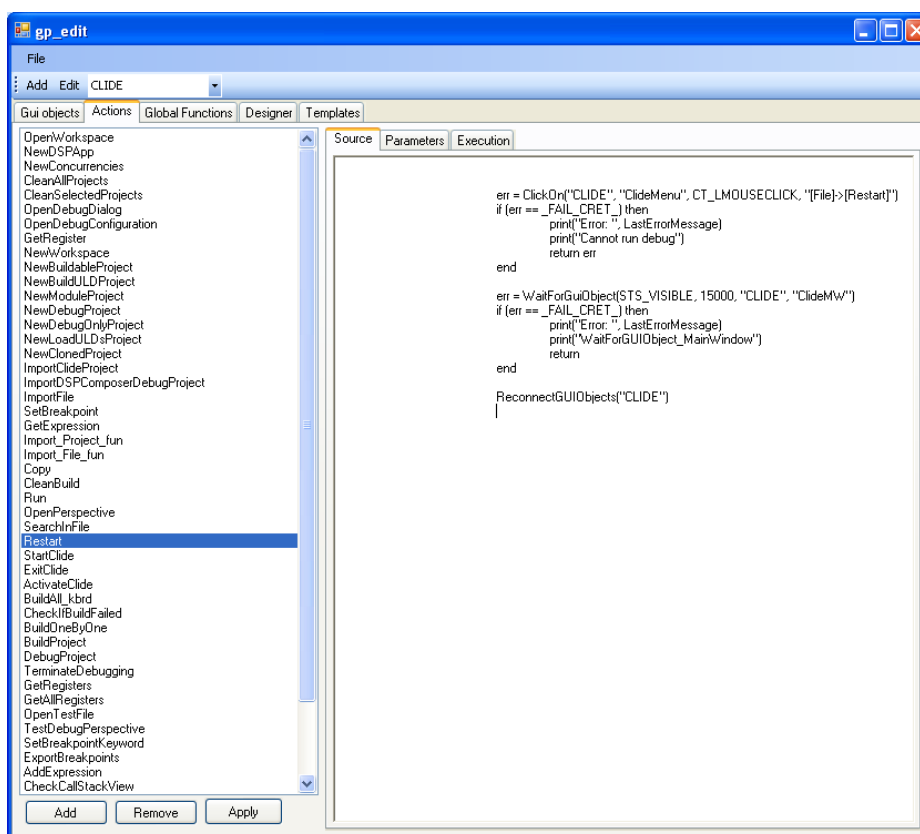 gp_edit
File
Add Edit CLIDE
Gui objects Actions Global Functions Designer Templates
OpenWorkspace
NewDSPApp
NewConcurrencies
CleanAllProjects
CleanSelectedProjects
OpenDebugDialog
OpenDebugConfiguration
GetRegister
NewWorkspace
NewBuildableProject
NewBuildULDProject
NewModuleProject
NewDebugProject
NewDebugOnlyProject
NewLoadULDsProject
NewClonedProject
ImportClideProject
ImportDSPComposerDebugProject
ImportFile
SetBreakpoint
GetExpression
Import_Project_fun
Import_File_fun
Copy
CleanBuild
Run
OpenPerspective
SearchInFile
Restart
StartClide
ExitClide
ActivateClide
BuildAll_kbrd
CheckIfBuildFailed
BuildOneByOne
BuildProject
DebugProject
TerminateDebugging
GetRegisters
GetAllRegisters
OpenTestFile
TestDebugPerspective
SetBreakpointKeyword
ExportBreakpoints
AddExpression
CheckCallStackView
Add Remove Apply
Source Parameters Execution
err = ClickOn("CLIDE", "ClideMenu", CT_LMOUSECLICK, "[File]->[Restart]")
if (err == _FAIL_CRET_) then
print("Error: ", LastErrorMessage)
print("Cannot run debug")
return err
end
err = WaitForGuiObject(STS_VISIBLE, 15000, "CLIDE", "ClideMW")
if (err == _FAIL_CRET_) then
print("Error: ", LastErrorMessage)
print("WaitForGUIObject_MainWindow")
return
end
ReconnectGUIObjects("CLIDE")